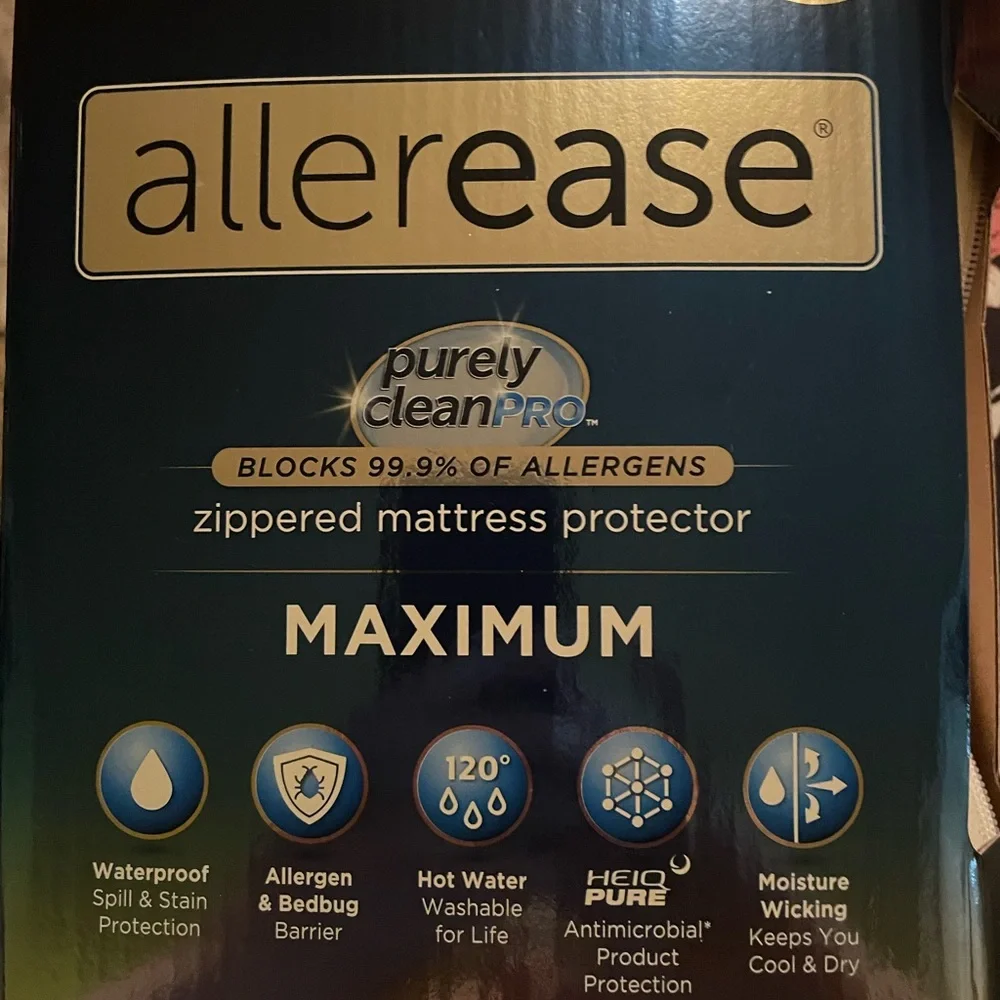 allerease®
purely
cleanPRO™
BLOCKS 99.9% OF ALLERGENS
zippered mattress protector
MAXIMUM
120°
Waterproof
Spill & Stain
Protection
Allergen
& Bedbug
Barrier
Hot Water
Washable
for Life
HEIQ
PURE
Antimicrobial*
Product
Protection
Moisture
Wicking
Keeps You
Cool & Dry